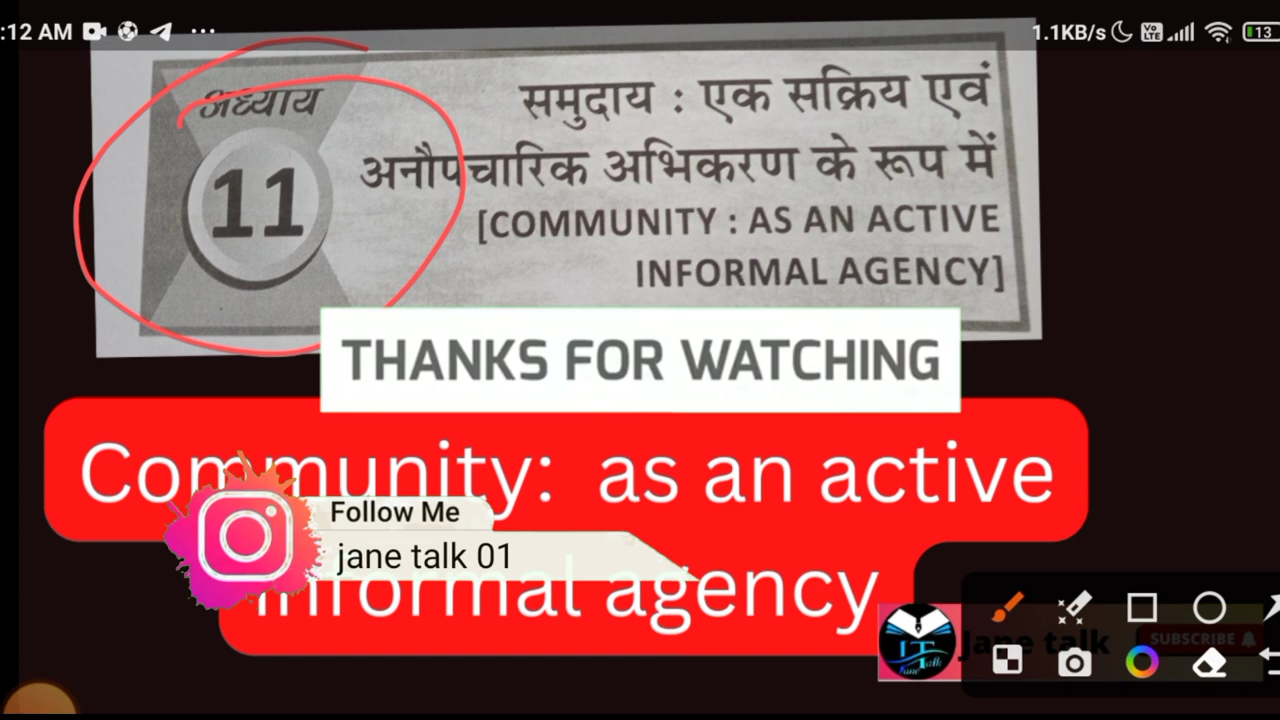 :12 AM
1.1KB/s
Vo
LTE
13
अध्याय
11
समुदाय : एक सक्रिय एवं
अनौपचारिक अभिकरण के रूप में
[COMMUNITY : AS AN ACTIVE
INFORMAL AGENCY]
THANKS FOR WATCHING
Community: as an active
informal agency
Follow Me
jane talk 01
Jane talk
SUBSCRIBE